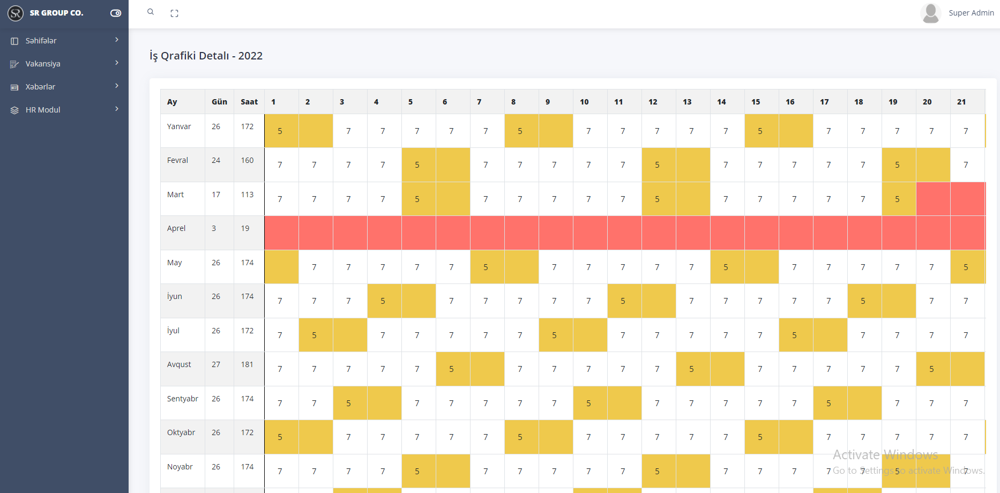 SR GROUP CO.
Super Admin
Səhifələr
Vakansiya
Xəbərlər
HR Modul
İş Qrafiki Detalı - 2022
Ay Gün Saat 1 2 3 4 5 6 7 8 9 10 11 12 13 14 15 16 17 18 19 20 21
Yanvar 26 172 5 7 7 7 7 7 5 7 7 7 7 7 5 7 7 7 7 7
Fevral 24 160 7 7 7 7 5 7 7 7 7 7 5 7 7 7 7 7 5 7
Mart 17 113 7 7 7 7 5 7 7 7 7 7 5 7 7 7 7 7 5
Aprel 3 19
May 26 174 7 7 7 7 7 5 7 7 7 7 7 5 7 7 7 7 7 5
İyun 26 174 7 7 7 5 7 7 7 7 7 5 7 7 7 7 7 5 7 7
İyul 26 172 7 5 7 7 7 7 7 5 7 7 7 7 7 5 7 7 7 7
Avqust 27 181 7 7 7 7 7 5 7 7 7 7 7 5 7 7 7 7 7 5
Sentyabr 26 174 7 7 5 7 7 7 7 7 5 7 7 7 7 7 5 7 7 7
Oktyabr 26 172 5 7 7 7 7 7 5 7 7 7 7 7 5 7 7 7 7 7
Noyabr 26 174 7 7 7 7 5 7 7 7 7 7 5 7 7 7 7 7 5 7
Activate Windows
Go to Settings to activate Windows.